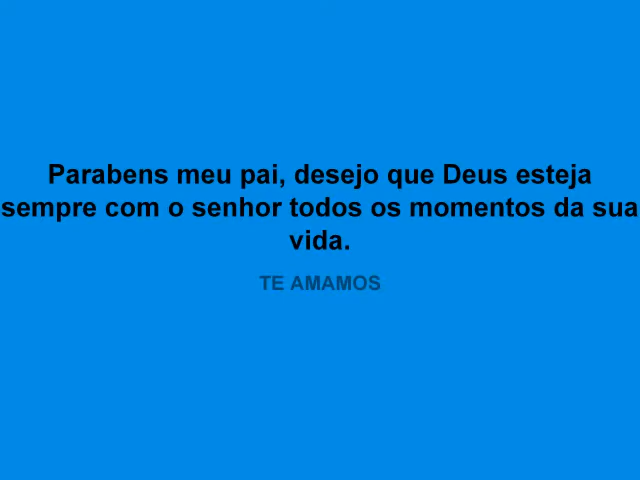 Parabens meu pai, desejo que Deus esteja
sempre com o senhor todos os momentos da sua
vida.
TE AMAMOS